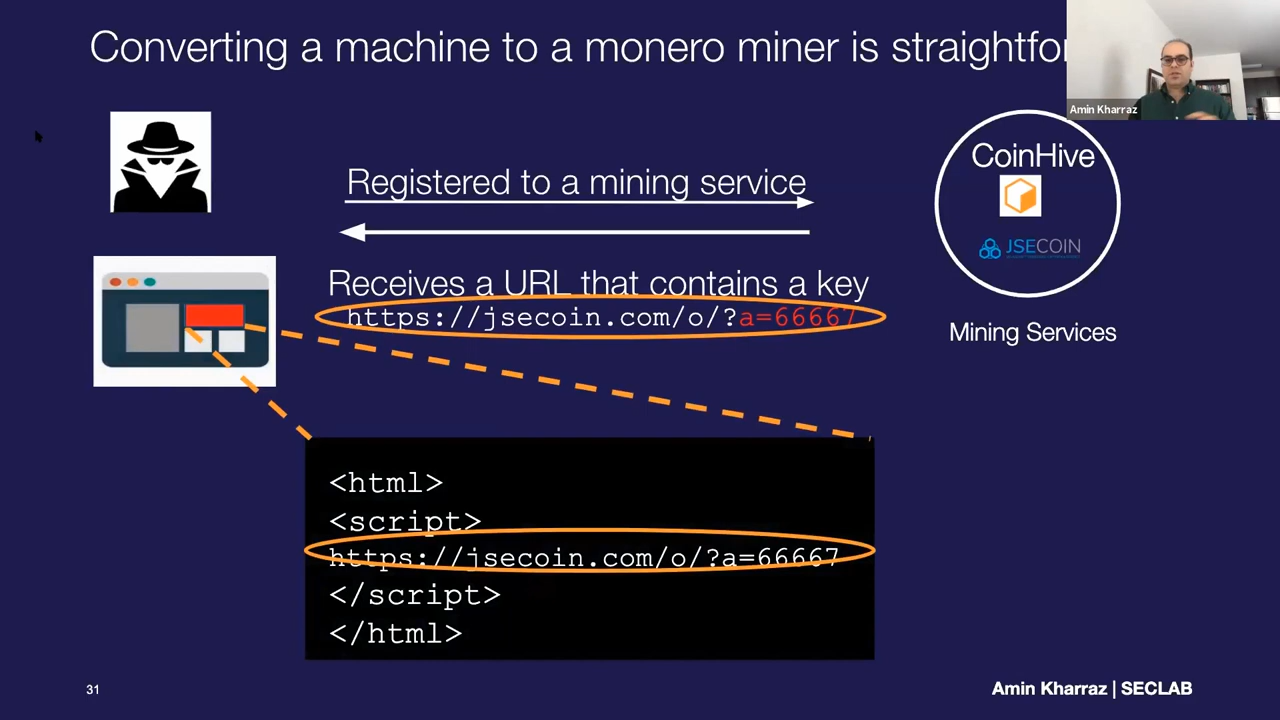 Converting a machine to a monero miner is straightfor
Amin Kharraz
CoinHive
Registered to a mining service
JSECOIN
Receives a URL that contains a key
https://jsecoin.com/o/?a=66667
Mining Services
<html>
<script>
https://jsecoin.com/o/?a=66667
</script>
</html>
31
Amin Kharraz | SECLAB